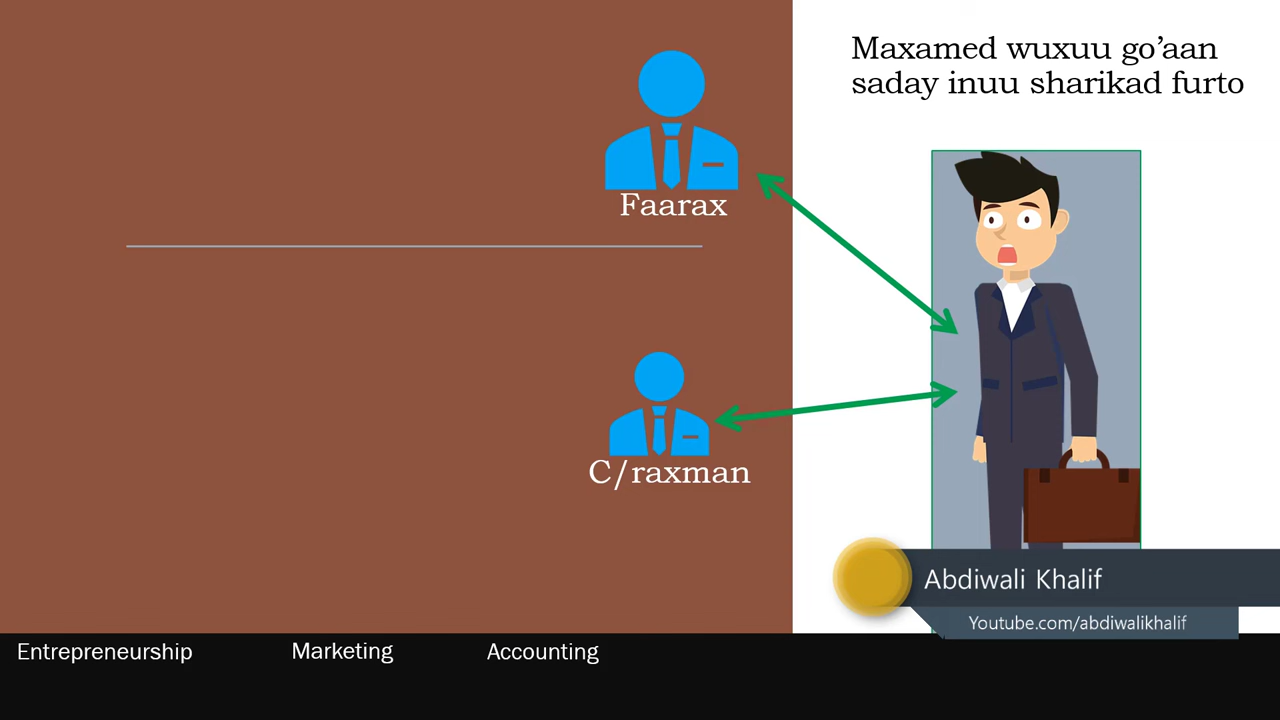 Maxamed wuxuu go’aan
saday inuu sharikad furto
Faarax
C/raxman
Abdiwali Khalif
Youtube.com/abdiwalikhalif
Entrepreneurship
Marketing
Accounting